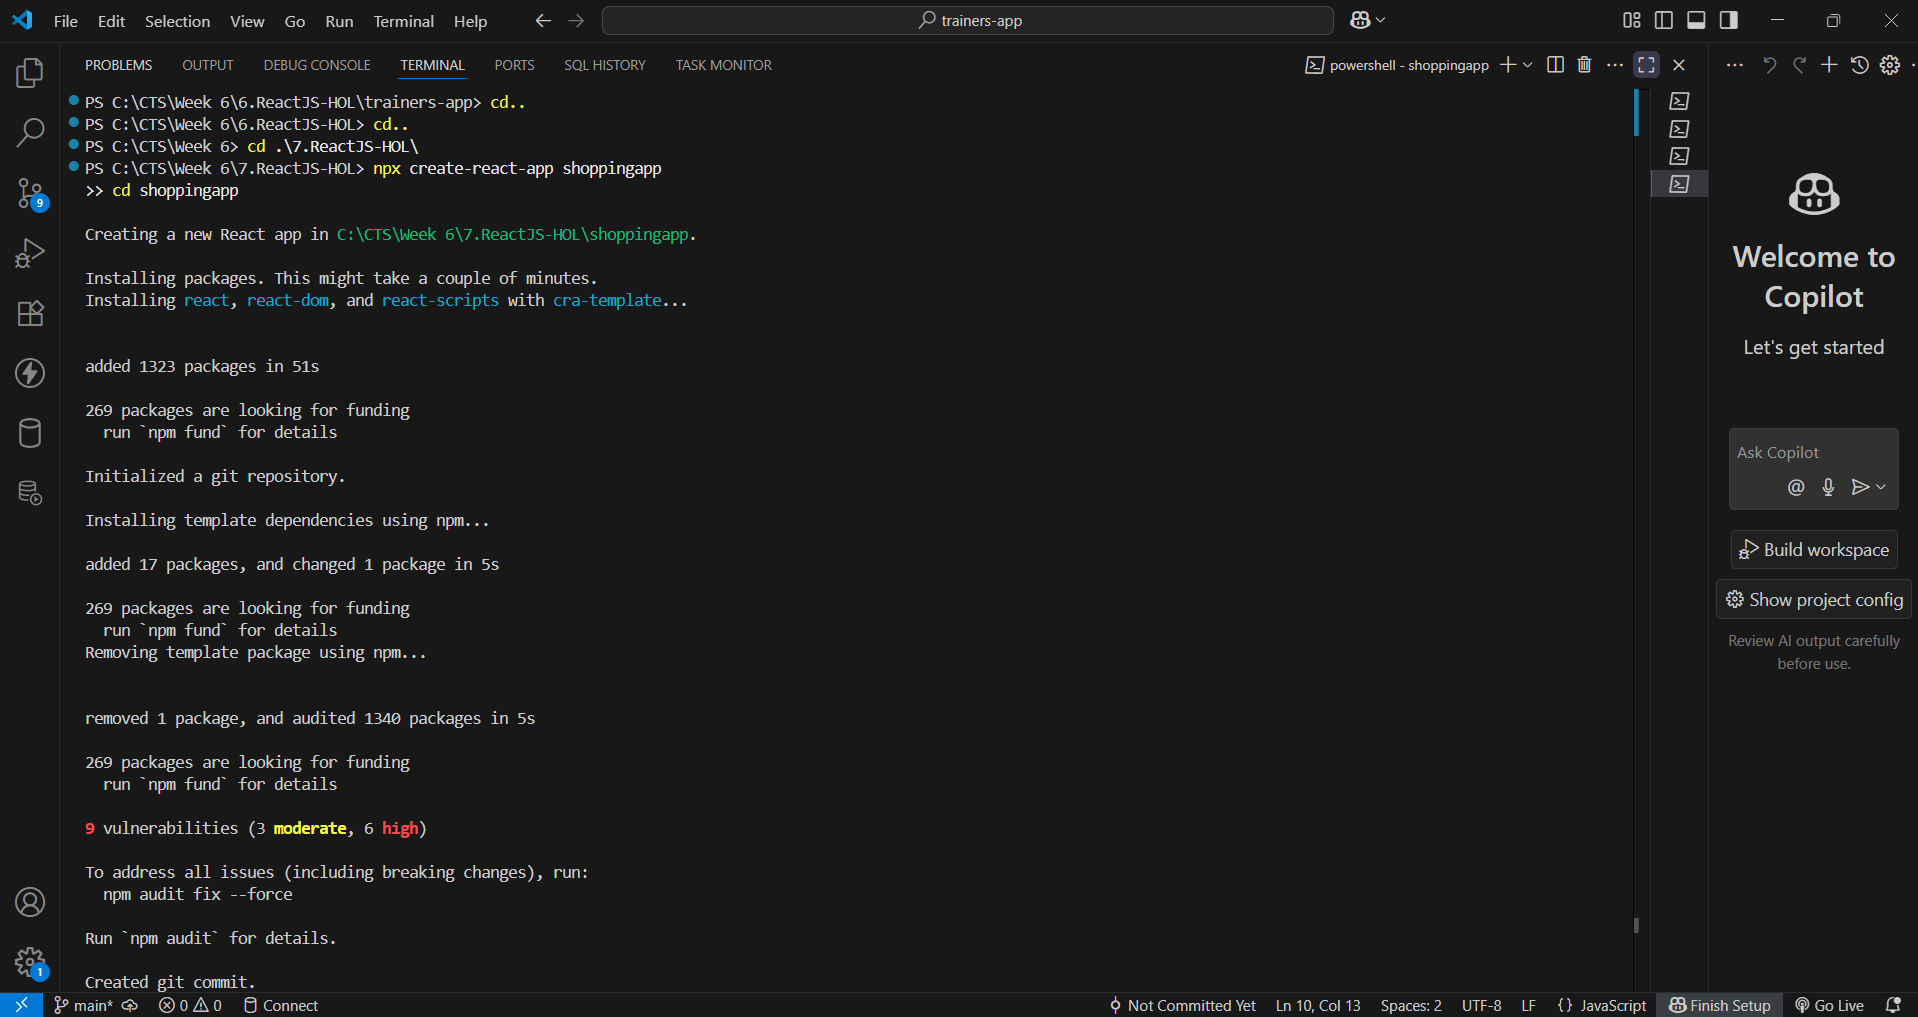 File Edit Selection View Go Run Terminal Help
trainers-app
PROBLEMS OUTPUT DEBUG CONSOLE TERMINAL PORTS SQL HISTORY TASK MONITOR
powershell - shoppingapp
PS C:\CTS\Week 6\6.ReactJS-HOL\trainers-app> cd..
PS C:\CTS\Week 6\6.ReactJS-HOL> cd..
PS C:\CTS\Week 6> cd .\7.ReactJS-HOL\
PS C:\CTS\Week 6\7.ReactJS-HOL> npx create-react-app shoppingapp
>> cd shoppingapp
Creating a new React app in C:\CTS\Week 6\7.ReactJS-HOL\shoppingapp.
Installing packages. This might take a couple of minutes.
Installing react, react-dom, and react-scripts with cra-template...
added 1323 packages in 51s
269 packages are looking for funding
run `npm fund` for details
Initialized a git repository.
Installing template dependencies using npm...
added 17 packages, and changed 1 package in 5s
269 packages are looking for funding
run `npm fund` for details
Removing template package using npm...
removed 1 package, and audited 1340 packages in 5s
269 packages are looking for funding
run `npm fund` for details
9 vulnerabilities (3 moderate, 6 high)
To address all issues (including breaking changes), run:
npm audit fix --force
Run `npm audit` for details.
Created git commit.
Welcome to
Copilot
Let's get started
Ask Copilot
@
Build workspace
Show project config
Review AI output carefully
before use.
9
1
main* 0 0 Connect
Not Committed Yet Ln 10, Col 13 Spaces: 2 UTF-8 LF {} JavaScript Finish Setup Go Live